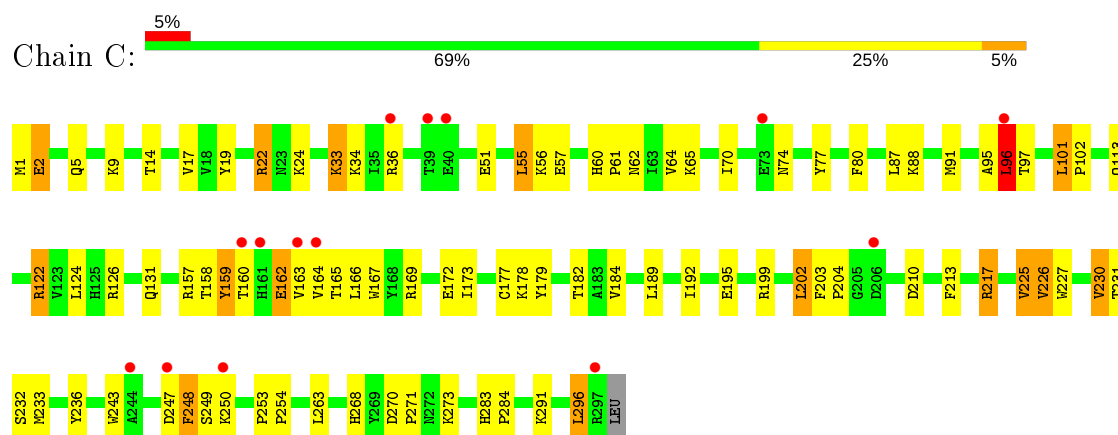 5%
Chain C:
69% 25% 5%
M1 E2 Q5 K9 T14 V17 V18 Y19 R22 N23 K24 K33 K34 I35 R36 T39 E40 E51 L55 K56 E57 H60 P61 N62 I63 V64 K65 I70 E73 N74 Y77 F80 L87 K88 M91 A95 L96 T97 L101 P102 Q113
R122 V123 L124 H125 R126 Q131 R157 T158 Y159 T160 H161 E162 V163 V164 T165 L166 W167 Y168 R169 E172 I173 C177 K178 Y179 T182 A183 V184 L189 I192 E195 R199 L202 F203 P204 G205 D206 D210 F213 R217 V225 V226 W227 V230 T231
S232 M233 Y236 W243 A244 D247 F248 S249 K250 P253 P254 L263 H268 Y269 D270 P271 N272 K273 H283 P284 K291 L296 R297 LEU